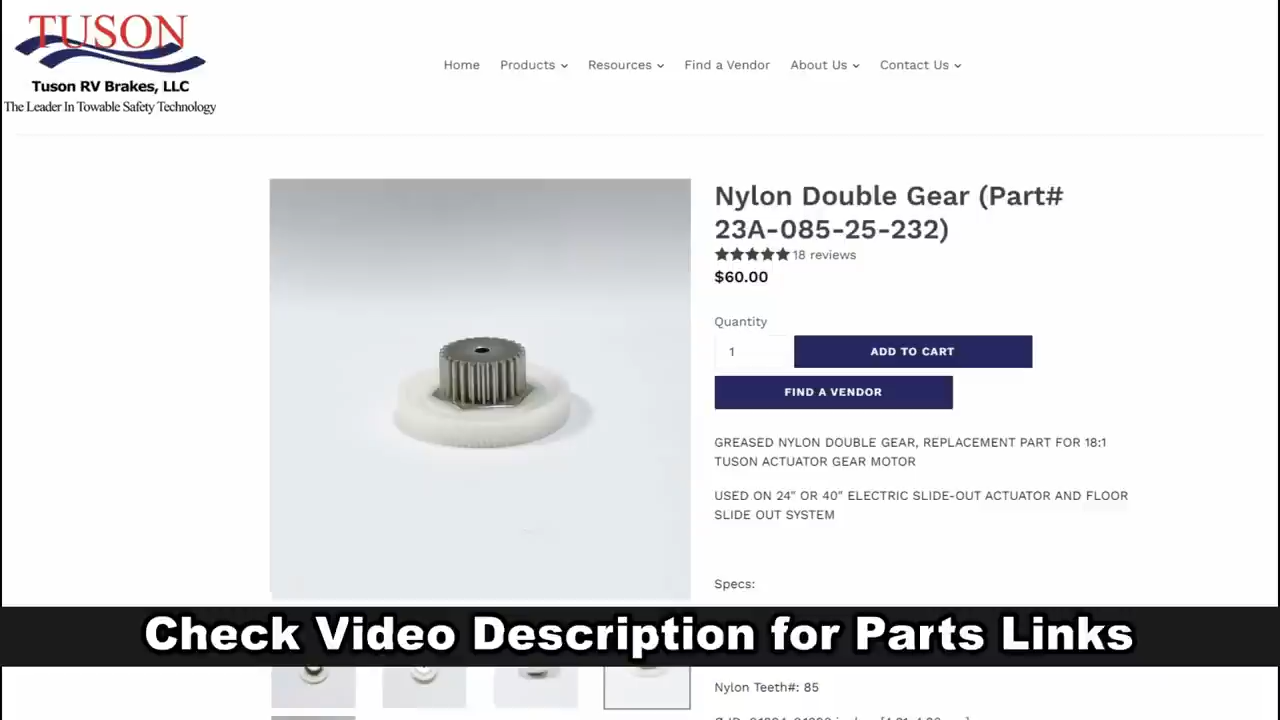 TUSON
Tuson RV Brakes, LLC
The Leader In Towable Safety Technology
Home Products Resources Find a Vendor About Us Contact Us
Nylon Double Gear (Part#
23A-085-25-232)
★★★★★ 18 reviews
$60.00
Quantity
1
ADD TO CART
FIND A VENDOR
GREASED NYLON DOUBLE GEAR, REPLACEMENT PART FOR 18:1
TUSON ACTUATOR GEAR MOTOR
USED ON 24" OR 40" ELECTRIC SLIDE-OUT ACTUATOR AND FLOOR
SLIDE OUT SYSTEM
Specs:
Check Video Description for Parts Links
Nylon Teeth#: 85